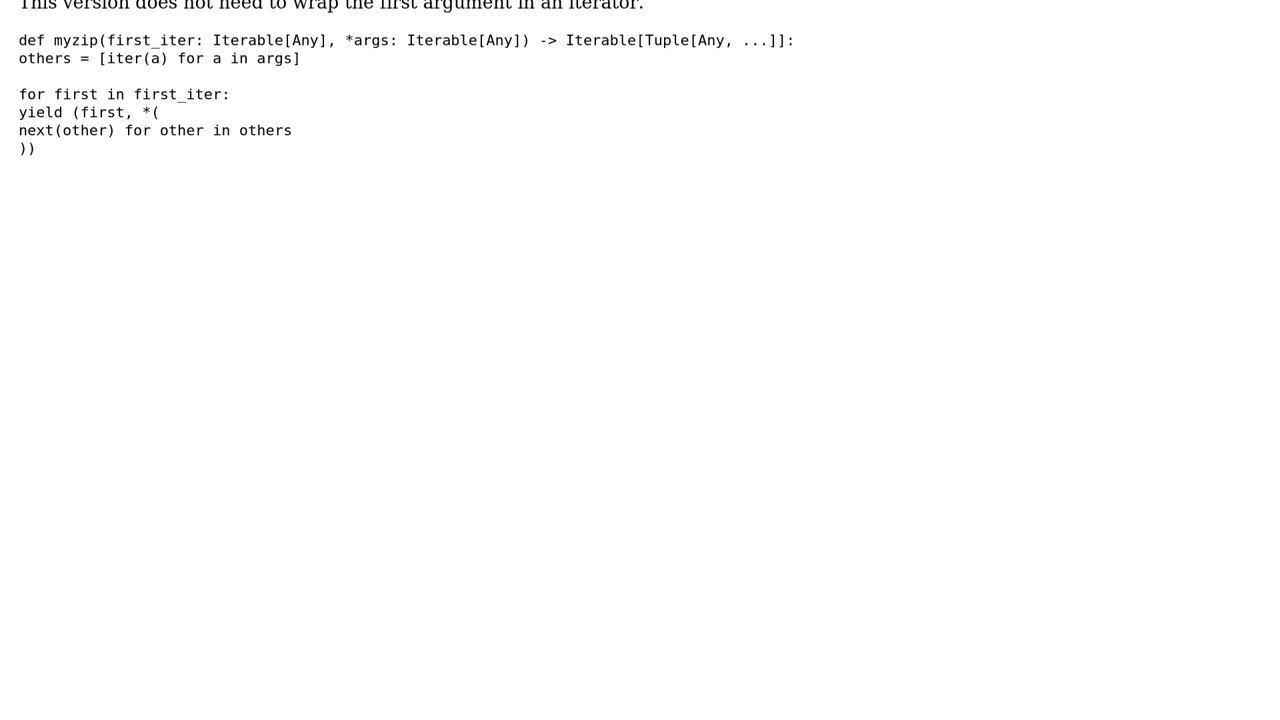 This version does not need to wrap the first argument in an iterator.
def myzip(first_iter: Iterable[Any], *args: Iterable[Any]) -> Iterable[Tuple[Any, ...]]:
others = [iter(a) for a in args]
for first in first_iter:
yield (first, *(
next(other) for other in others
))